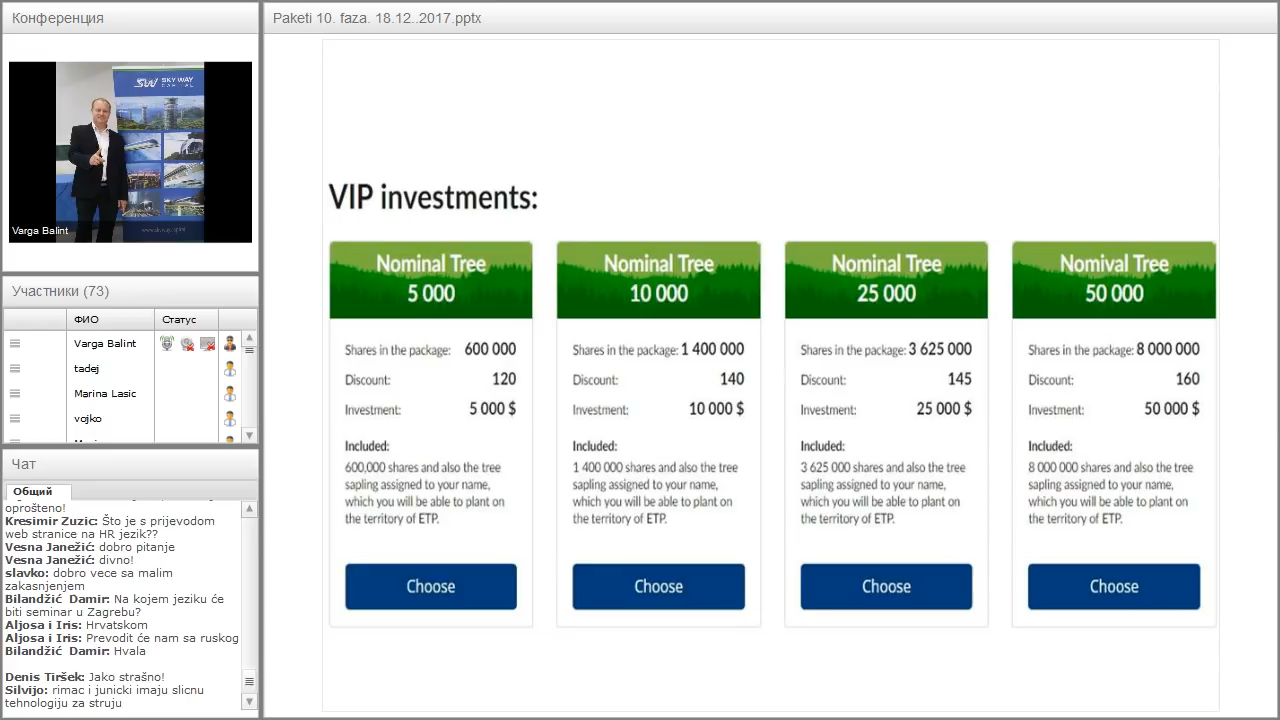 Конференция
SKY WAY
CAPITAL
Varga Balint
Участники (73)
ФИО
Статус
Varga Balint
tadej
Marina Lasic
vojko
Чат
Общий
oprošteno!
Kresimir Zuzic: Što je s prijevodom
web stranice na HR jezik??
Vesna Janežić: dobro pitanje
Vesna Janežić: divno!
slavko: dobro vece sa malim
zakasnjenjem
Bilandžić Damir: Na kojem jeziku će
biti seminar u Zagrebu?
Aljosa i Iris: Hrvatskom
Aljosa i Iris: Prevodit će nam sa ruskog
Bilandžić Damir: Hvala
Denis Tiršek: Jako strašno!
Silvijo: rimac i junicki imaju slicnu
tehnologiju za struju
Paketi 10. faza. 18.12..2017.pptx
VIP investments:
Nominal Tree
5 000
Shares in the package: 600 000
Discount: 120
Investment: 5 000 $
Included:
600,000 shares and also the tree
sapling assigned to your name,
which you will be able to plant on
the territory of ETP.
Choose
Nominal Tree
10 000
Shares in the package: 1 400 000
Discount: 140
Investment: 10 000 $
Included:
1 400 000 shares and also the tree
sapling assigned to your name,
which you will be able to plant on
the territory of ETP.
Choose
Nominal Tree
25 000
Shares in the package: 3 625 000
Discount: 145
Investment: 25 000 $
Included:
3 625 000 shares and also the tree
sapling assigned to your name,
which you will be able to plant on
the territory of ETP.
Choose
Nomival Tree
50 000
Shares in the package: 8 000 000
Discount: 160
Investment: 50 000 $
Included:
8 000 000 shares and also the tree
sapling assigned to your name,
which you will be able to plant on
the territory of ETP.
Choose